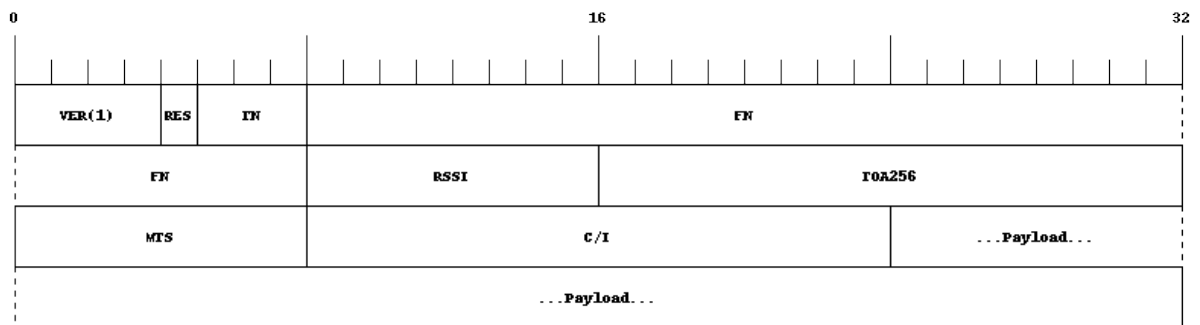 0 16 32
VER(1) RES TN FN
FN RSSI TOA256
MTS C/I ...Payload...
...Payload...